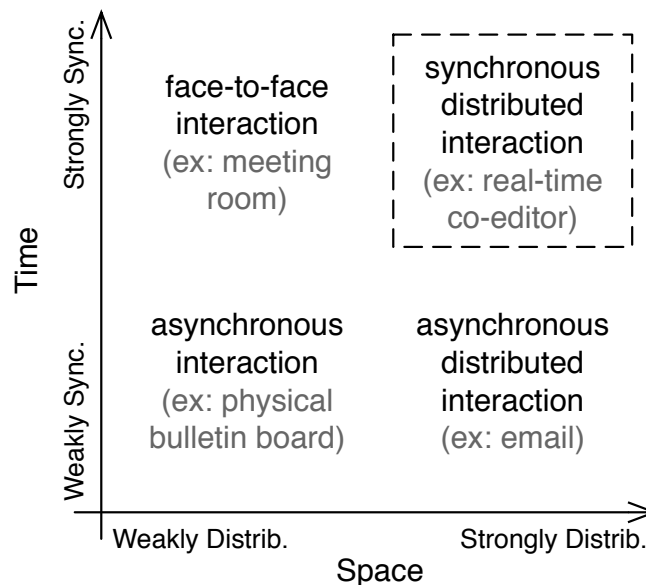 Time
Strongly Sync.
Weakly Sync.
face-to-face
interaction
(ex: meeting
room)
synchronous
distributed
interaction
(ex: real-time
co-editor)
asynchronous
interaction
(ex: physical
bulletin board)
asynchronous
distributed
interaction
(ex: email)
Weakly Distrib.
Strongly Distrib.
Space